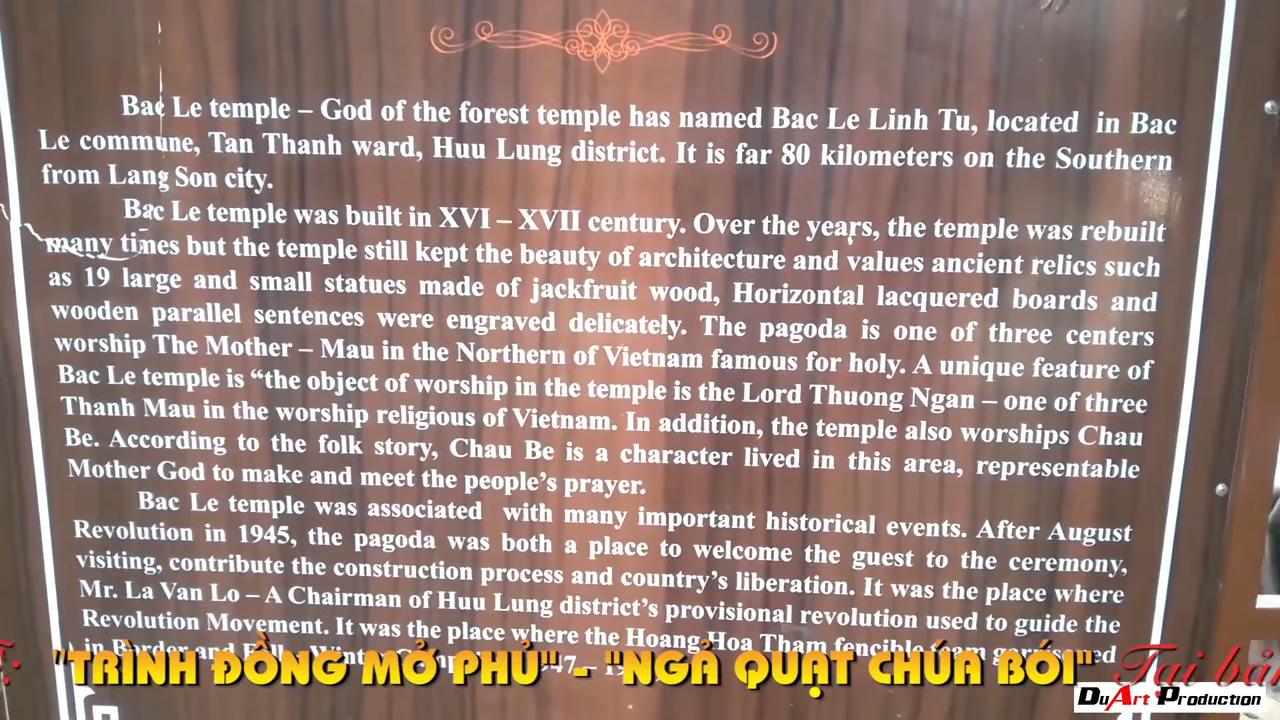 Bac Le temple – God of the forest temple has named Bac Le Linh Tu, located in Bac
Le commune, Tan Thanh ward, Huu Lung district. It is far 80 kilometers on the Southern
from Lang Son city.
Bac Le temple was built in XVI – XVII century. Over the years, the temple was rebuilt
many times but the temple still kept the beauty of architecture and values ancient relics such
as 19 large and small statues made of jackfruit wood, Horizontal lacquered boards and
wooden parallel sentences were engraved delicately. The pagoda is one of three centers
worship The Mother – Mau in the Northern of Vietnam famous for holy. A unique feature of
Bac Le temple is “the object of worship in the temple is the Lord Thuong Ngan – one of three
Thanh Mau in the worship religious of Vietnam. In addition, the temple also worships Chau
Be. According to the folk story, Chau Be is a character lived in this area, representable
Mother God to make and meet the people’s prayer.
Bac Le temple was associated with many important historical events. After August
Revolution in 1945, the pagoda was both a place to welcome the guest to the ceremony,
visiting, contribute the construction process and country’s liberation. It was the place where
Mr. La Van Lo – A Chairman of Huu Lung district’s provisional revolution used to guide the
Revolution Movement. It was the place where the Hoang Hoa Tham fencible team garrisoned
in Border and
"TRÌNH ĐỒNG MỞ PHỦ" - "NGẢ QUẠT CHÚA BÓI" Tại bản
DuArt Production